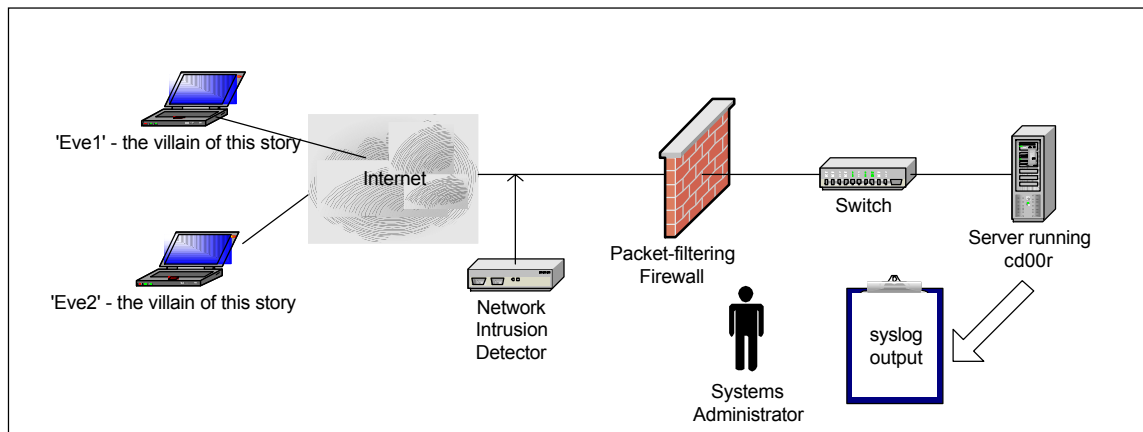 'Eve1' - the villain of this story
Internet
'Eve2' - the villain of this story
Network
Intrusion
Detector
Packet-filtering
Firewall
Systems
Administrator
Switch
Server running
cd00r
syslog
output